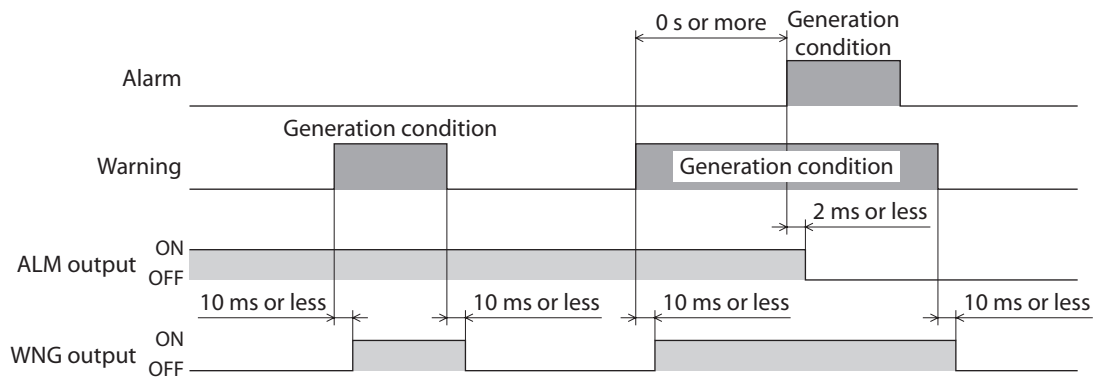 0 s or more
Generation
condition
Alarm
Generation condition
Warning
Generation condition
2 ms or less
ON
ALM output
OFF
10 ms or less
10 ms or less
10 ms or less
10 ms or less
ON
WNG output
OFF